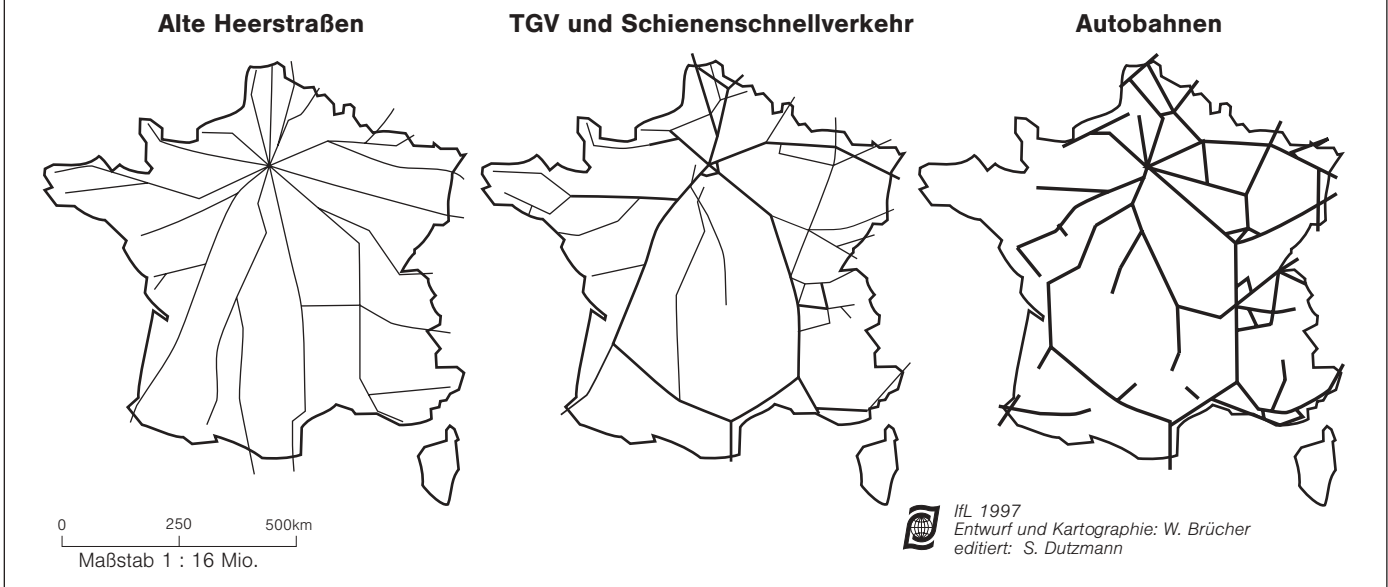 Alte Heerstraßen
TGV und Schienenschnellverkehr
Autobahnen
0 250 500km
Maßstab 1 : 16 Mio.
IfL 1997
Entwurf und Kartographie: W. Brücher
editiert: S. Dutzmann